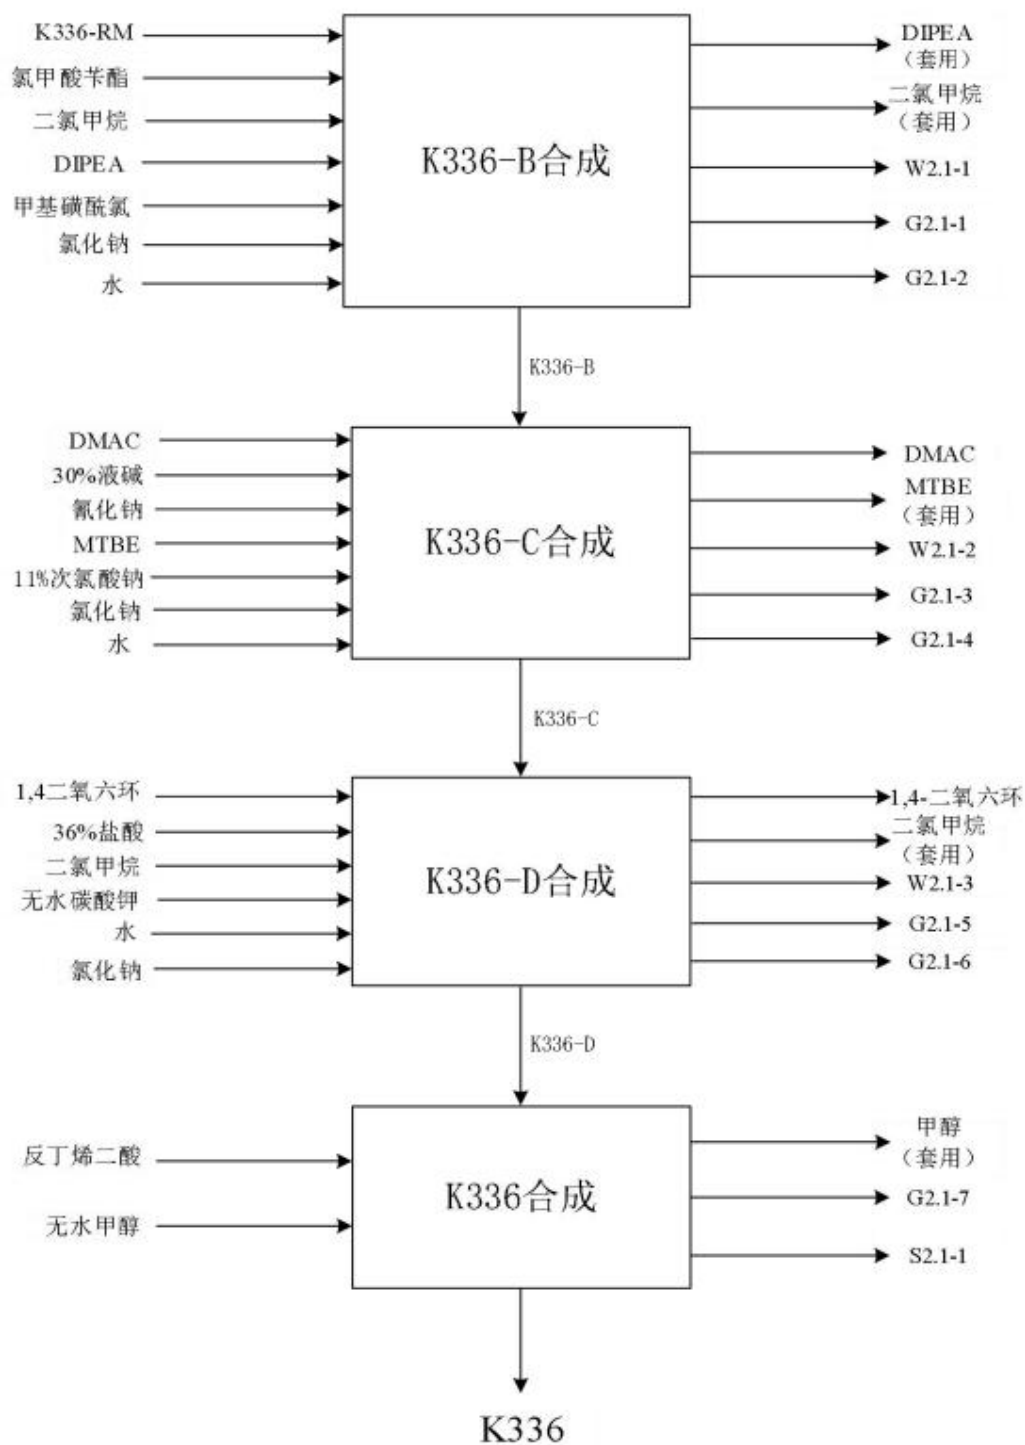 K336-RM
氯甲酸苄酯
二氯甲烷
DIPEA
甲基磺酰氯
氯化钠
水
K336-B合成
DIPEA
（套用）
二氯甲烷
（套用）
W2.1-1
G2.1-1
G2.1-2
K336-B
DMAC
30%液碱
氰化钠
MTBE
11%次氯酸钠
氯化钠
水
K336-C合成
DMAC
MTBE
（套用）
W2.1-2
G2.1-3
G2.1-4
K336-C
1,4二氧六环
36%盐酸
二氯甲烷
无水碳酸钾
水
氯化钠
K336-D合成
1,4-二氧六环
二氯甲烷
（套用）
W2.1-3
G2.1-5
G2.1-6
K336-D
反丁烯二酸
无水甲醇
K336合成
甲醇
（套用）
G2.1-7
S2.1-1
K336